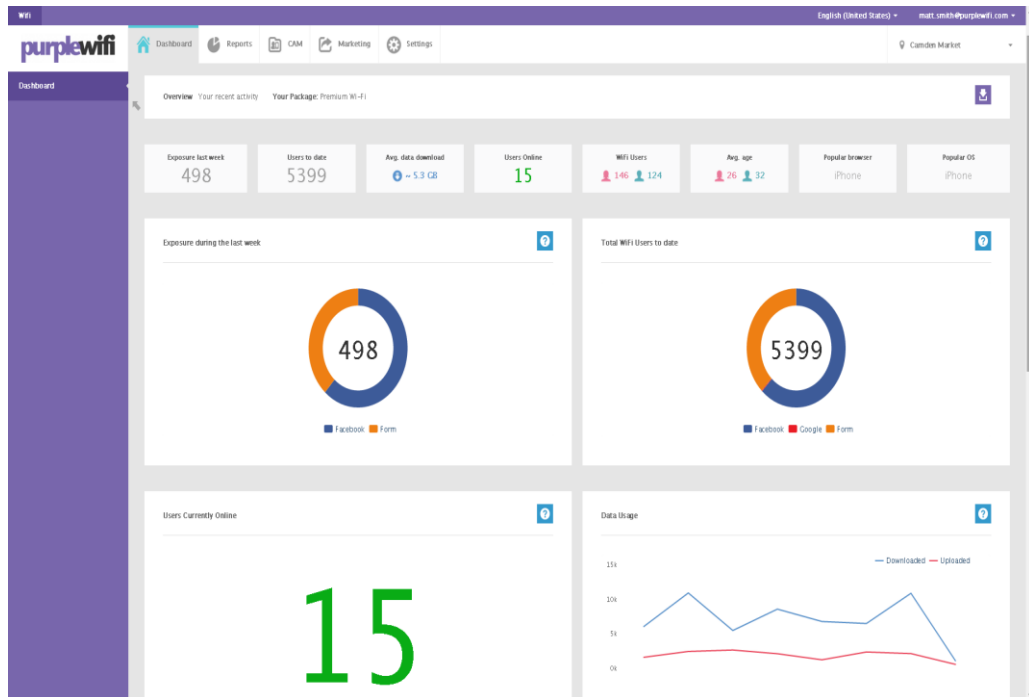 Wifi English (United States) matt.smith@purplewifi.com
purplewifi Dashboard Reports CAM Marketing Settings Camden Market
Dashboard
Overview Your recent activity Your Package: Premium Wi-Fi
Exposure last week Users to date Avg. data download Users Online WiFi Users Avg. age Popular browser Popular OS
498 5399 ~ 5.3 GB 15 146 124 26 32 iPhone iPhone
Exposure during the last week ? Total WiFi Users to date ?
498 5399
Facebook Form Facebook Google Form
Users Currently Online ? Data Usage ?
Downloaded Uploaded
15k
10k
5k
0k
15